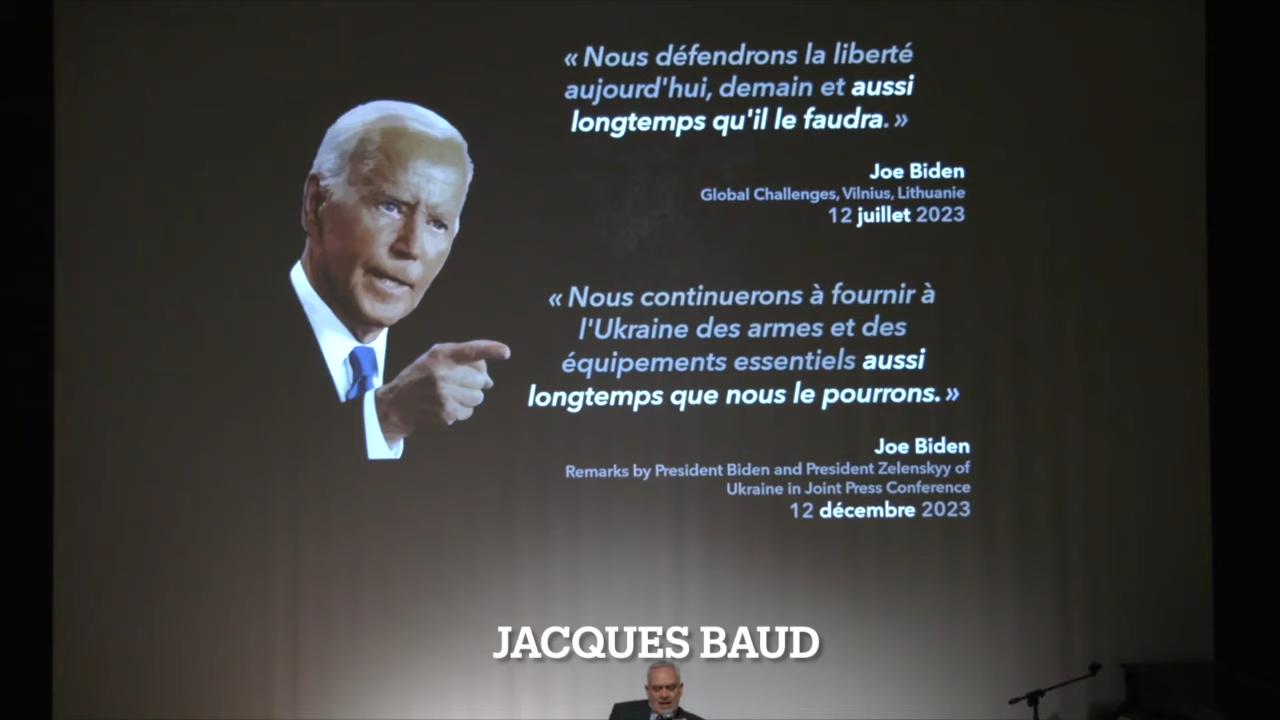 « Nous défendrons la liberté
aujourd'hui, demain et aussi
longtemps qu'il le faudra. »
Joe Biden
Global Challenges, Vilnius, Lithuanie
12 juillet 2023
« Nous continuerons à fournir à
l'Ukraine des armes et des
équipements essentiels aussi
longtemps que nous le pourrons. »
Joe Biden
Remarks by President Biden and President Zelenskyy of
Ukraine in Joint Press Conference
12 décembre 2023
JACQUES BAUD